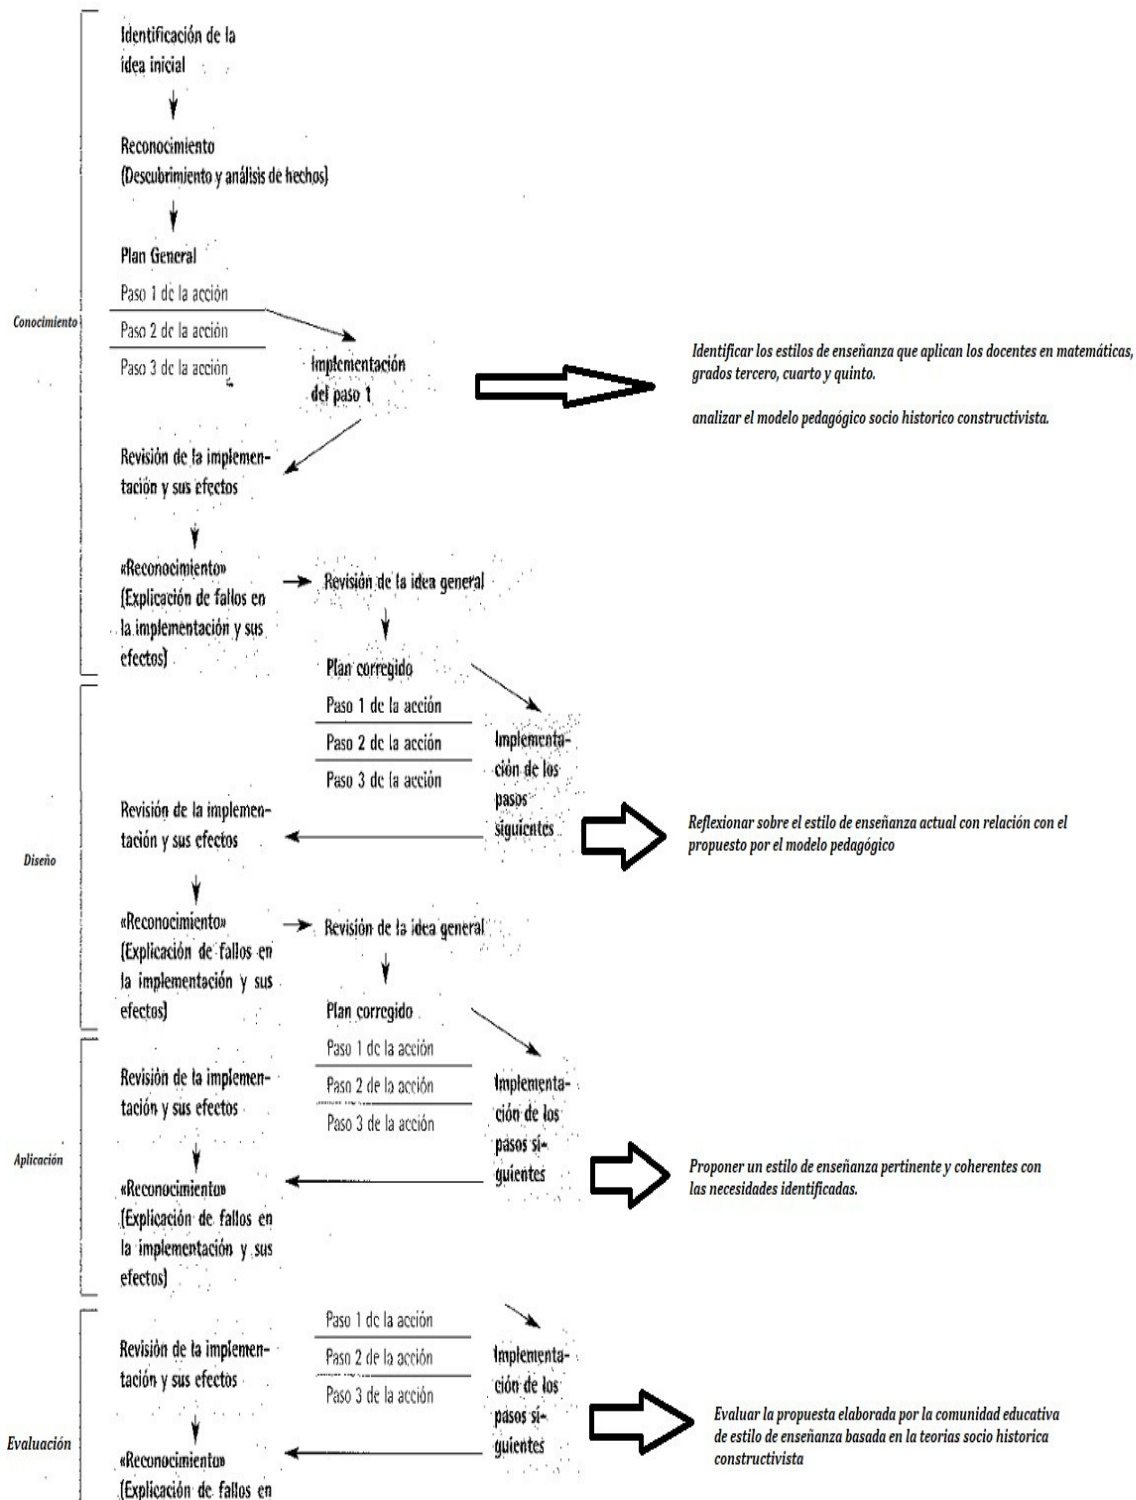 Identificación de la
idea inicial
Reconocimiento
(Descubrimiento y análisis de hechos)
Plan General
Paso 1 de la acción
Conocimiento
Paso 2 de la acción
Paso 3 de la acción
Implementación
del paso 1
Identificar los estilos de enseñanza que aplican los docentes en matemáticas,
grados tercero, cuarto y quinto.
analizar el modelo pedagógico socio historico constructivista.
Revisión de la implemen-
tación y sus efectos
«Reconocimiento»
(Explicación de fallos en
la implementación y sus
efectos)
Revisión de la idea general
Plan corregido
Paso 1 de la acción
Paso 2 de la acción
Paso 3 de la acción
Implementa-
ción de los
pasos
siguientes
Diseño
Revisión de la implemen-
tación y sus efectos
Reflexionar sobre el estilo de enseñanza actual con relación con el
propuesto por el modelo pedagógico
«Reconocimiento»
(Explicación de fallos en
la implementación y sus
efectos)
Revisión de la idea general
Plan corregido
Paso 1 de la acción
Paso 2 de la acción
Paso 3 de la acción
Implementa-
ción de los
pasos si-
guientes
Aplicación
Revisión de la implemen-
tación y sus efectos
«Reconocimiento»
(Explicación de fallos en
la implementación y sus
efectos)
Proponer un estilo de enseñanza pertinente y coherentes con
las necesidades identificadas.
Paso 1 de la acción
Paso 2 de la acción
Paso 3 de la acción
Implementa-
ción de los
pasos si-
guientes
Evaluación
Revisión de la implemen-
tación y sus efectos
«Reconocimiento»
(Explicación de fallos en
Evaluar la propuesta elaborada por la comunidad educativa
de estilo de enseñanza basada en la teorias socio historica
constructivista